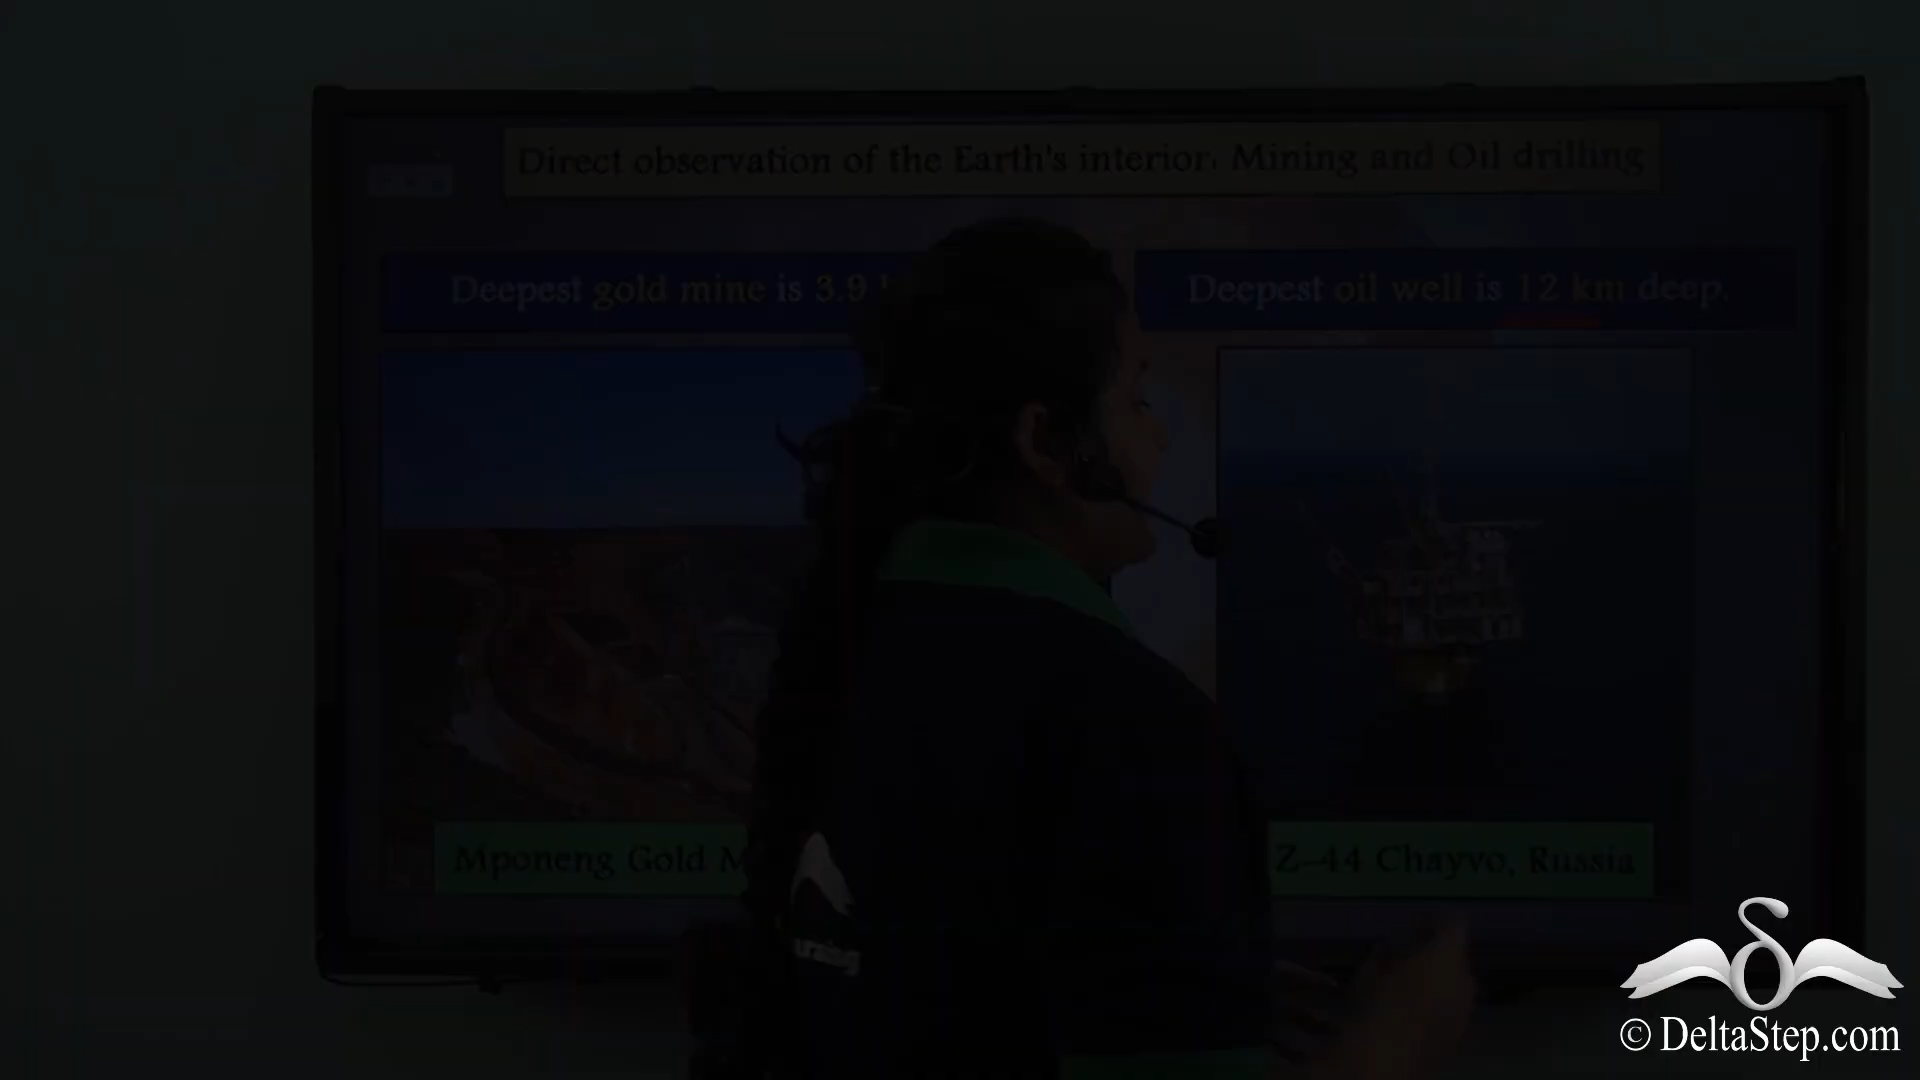 Direct observation of the Earth's interior: Mining and Oil drilling
Deepest gold mine is 3.9
Deepest oil well is 12 km deep.
Mponeng Gold
Z-44 Chayvo, Russia
© DeltaStep.com